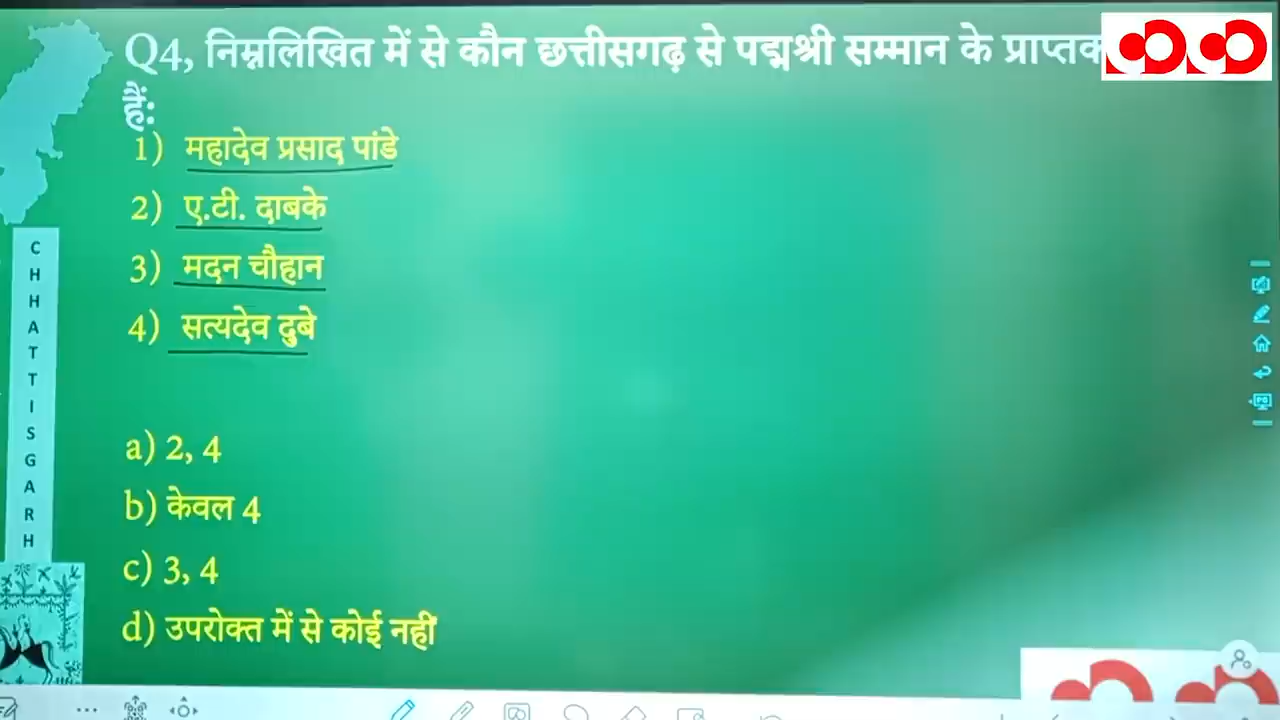 Q4, निम्नलिखित में से कौन छत्तीसगढ़ से पद्मश्री सम्मान के
हैं:
1) महादेव प्रसाद पांडे
2) ए.टी. दाबके
3) मदन चौहान
4) सत्यदेव दुबे
a) 2, 4
b) केवल 4
c) 3, 4
d) उपरोक्त में से कोई नहीं
CHHATTISGARH